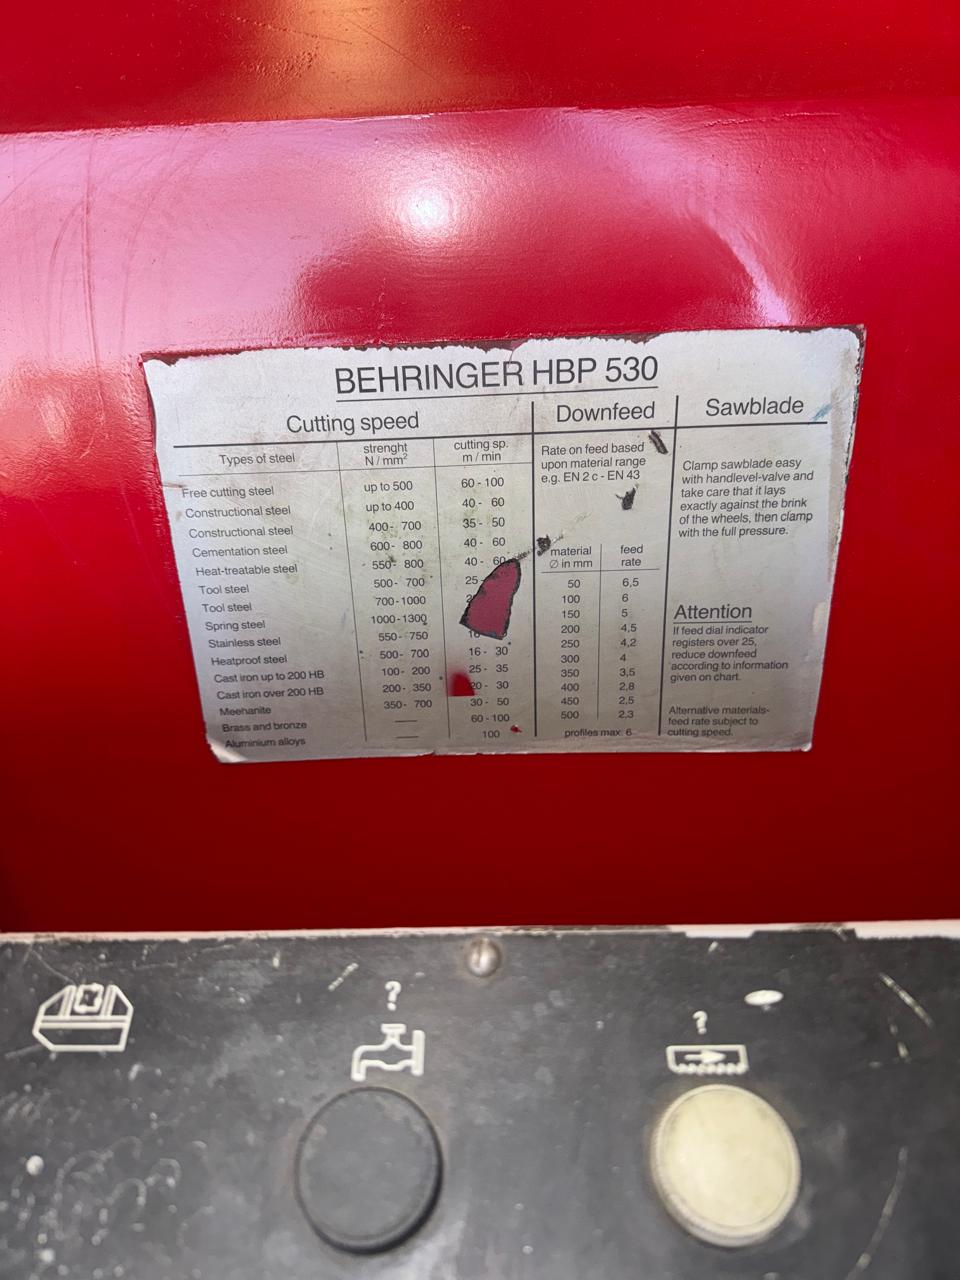 BEHRINGER HBP 530
Cutting speed
Types of steel strenght N/mm² cutting sp. m/min
Free cutting steel up to 500 60 - 100
Constructional steel up to 400 40 - 60
Constructional steel 400- 700 35 - 50
Cementation steel 600- 800 40 - 60
Heat-treatable steel 550- 800 40 - 60
Tool steel 500- 700 25 -
Tool steel 700-1000
Spring steel 1000-1300
Stainless steel 550- 750
Heatproof steel 500- 700 16 - 30
Cast iron up to 200 HB 100- 200 25 - 35
Cast iron over 200 HB 200- 350 20 - 30
Meehanite 350- 700 30 - 50
Brass and bronze — 60 - 100
Aluminium alloys — 100
Downfeed
Rate on feed based
upon material range
e.g. EN 2 c - EN 43
material feed
∅ in mm rate
50 6,5
100 6
150 5
200 4,5
250 4,2
300 4
350 3,5
400 2,8
450 2,5
500 2,3
profiles max. 6
Sawblade
Clamp sawblade easy
with handlevel-valve and
take care that it lays
exactly against the brink
of the wheels, then clamp
with the full pressure.
Attention
If feed dial indicator
registers over 25,
reduce downfeed
according to information
given on chart.
Alternative materials-
feed rate subject to
cutting speed.
?
?